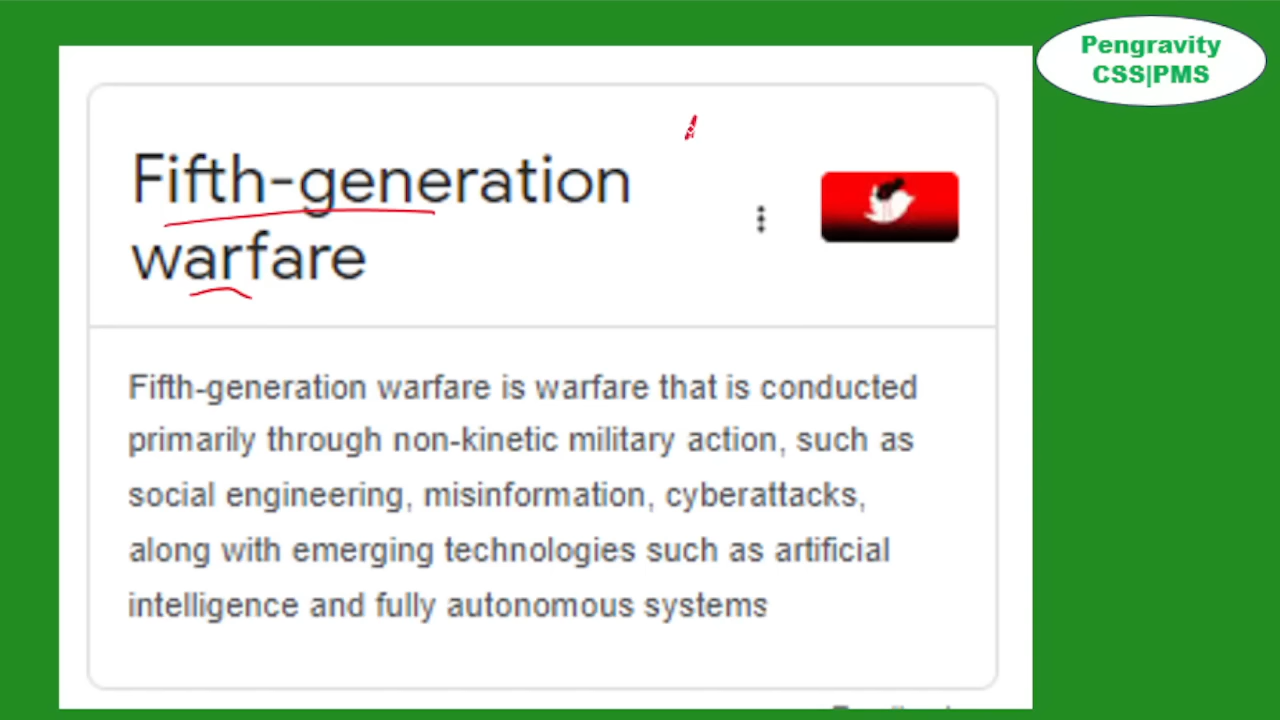 Pengravity
CSS|PMS
Fifth-generation
warfare
Fifth-generation warfare is warfare that is conducted
primarily through non-kinetic military action, such as
social engineering, misinformation, cyberattacks,
along with emerging technologies such as artificial
intelligence and fully autonomous systems